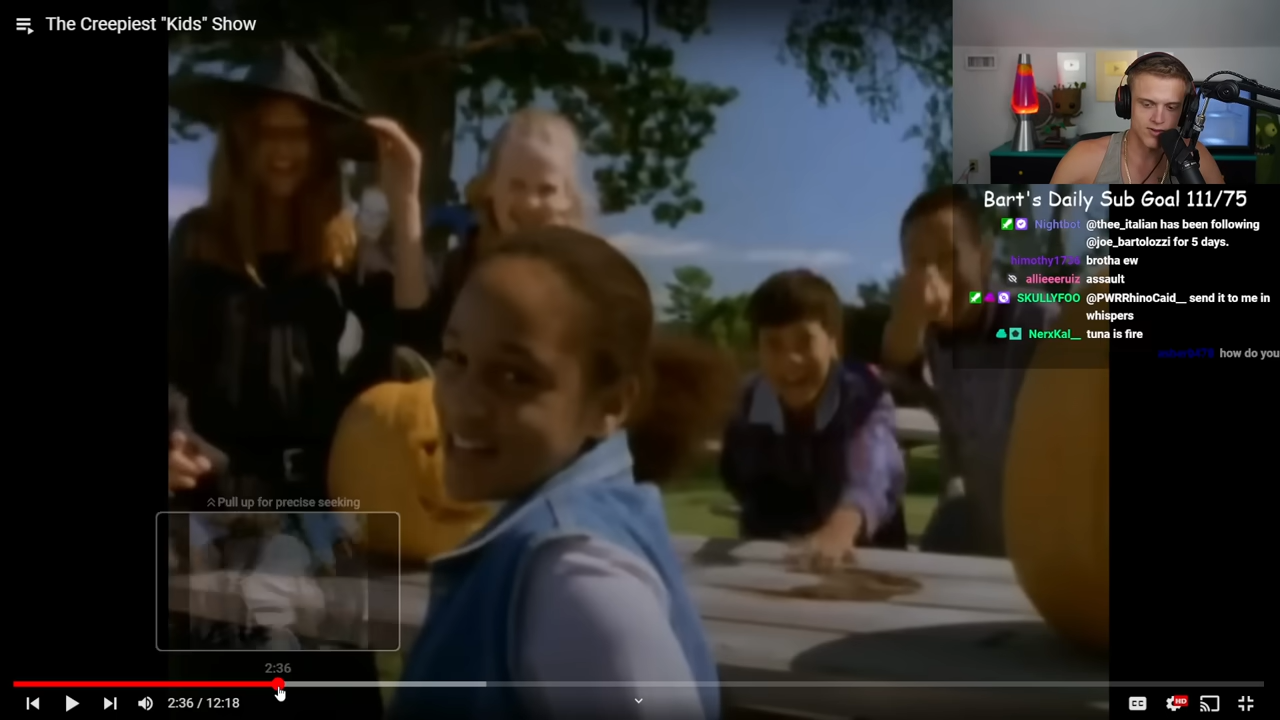 The Creepiest "Kids" Show
Bart's Daily Sub Goal 111/75
Nightbot @thee_italian has been following
@joe_bartolozzi for 5 days.
brotha ew
allieeeruiz assault
SKULLYFOO @PWRRhinoCaid__ send it to me in
whispers
NerxKal__ tuna is fire
how do you
Pull up for precise seeking
2:36
2:36 / 12:18
CC
HD